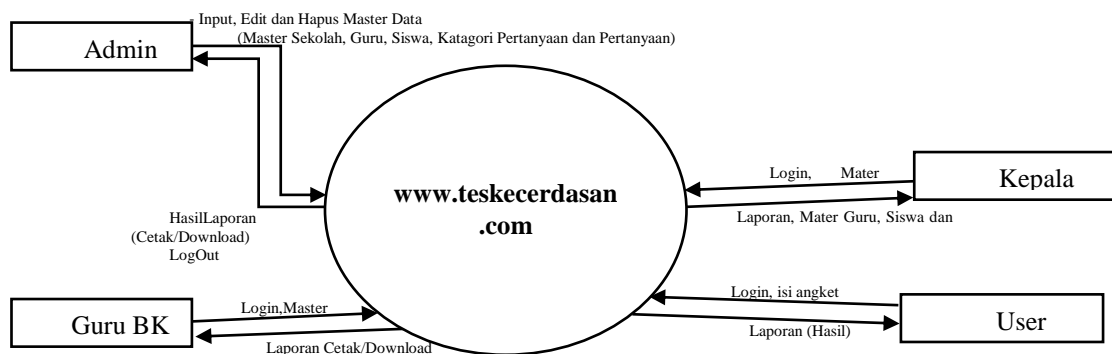 - Input, Edit dan Hapus Master Data
(Master Sekolah, Guru, Siswa, Katagori Pertanyaan dan Pertanyaan)
Admin
www.teskecerdasan
.com
Login, Mater
Kepala
Laporan, Mater Guru, Siswa dan
HasilLaporan
(Cetak/Download)
LogOut
Login,Master
Guru BK
Laporan Cetak/Download
Login, isi angket
User
Laporan (Hasil)